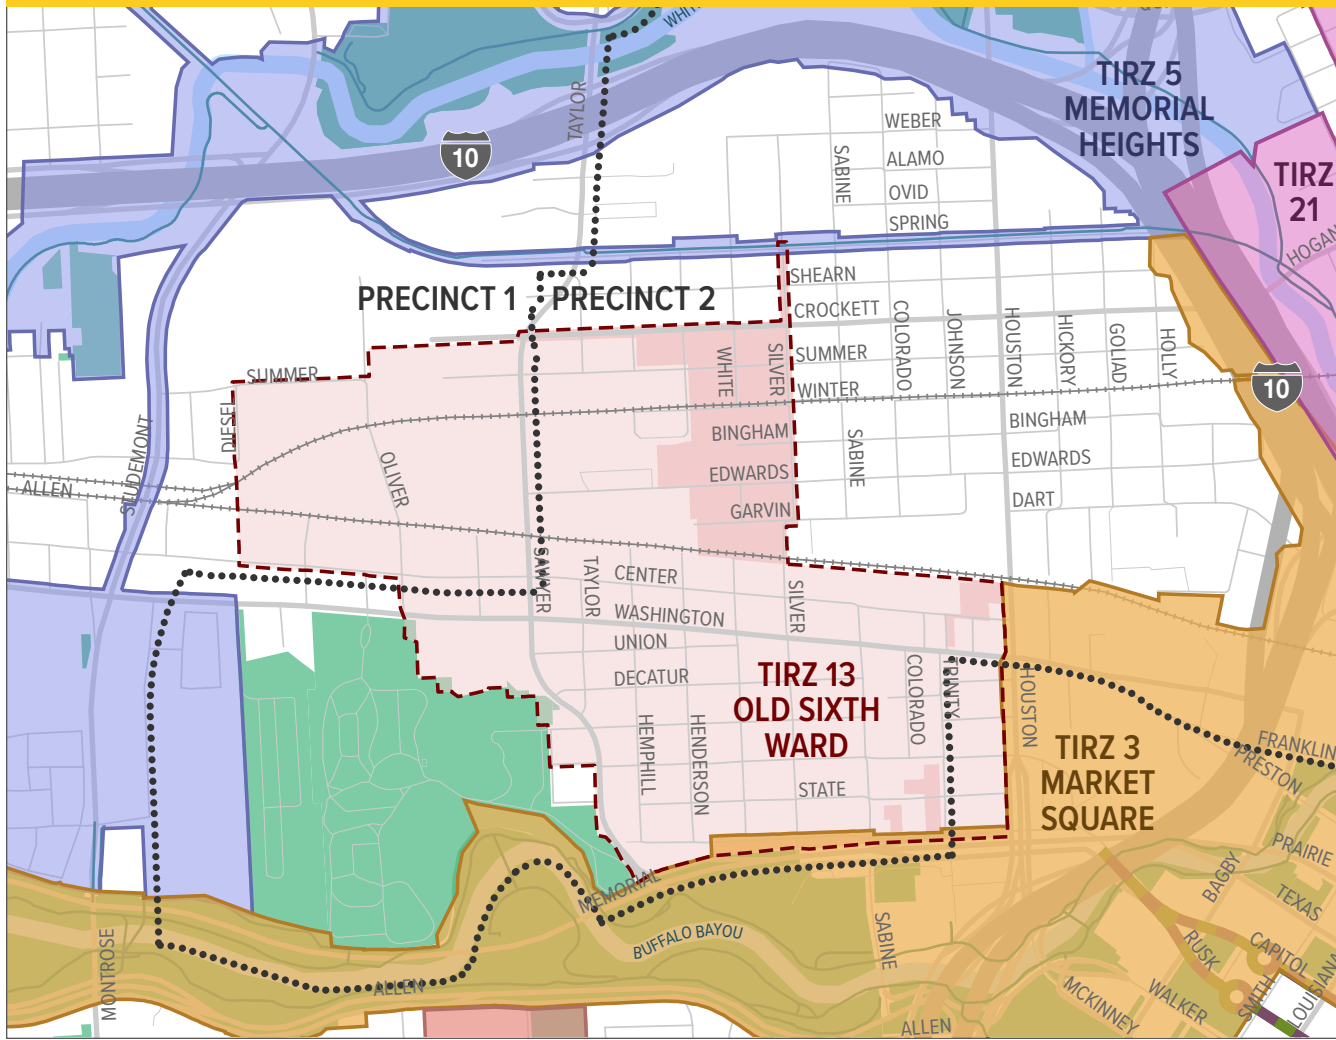 WHIT
TAYLOR
10
TIRZ 5
MEMORIAL
HEIGHTS
TIRZ
21
HOGAN
WEBER
ALAMO
OVID
SPRING
SABINE
SHEARN
CROCKETT
SUMMER
WINTER
PRECINCT 1
PRECINCT 2
COLORADO
JOHNSON
HOUSTON
HICKORY
GOLIAD
HOLLY
10
SUMMER
DIESEL
STUDEMONT
ALLEN
OLIVER
WHITE
SILVER
BINGHAM
EDWARDS
GARVIN
SABINE
BINGHAM
EDWARDS
DART
SAWYER
TAYLOR
CENTER
WASHINGTON
UNION
DECATUR
SILVER
TIRZ 13
OLD SIXTH
WARD
COLORADO
TRINITY
HOUSTON
HEMPHILL
HENDERSON
STATE
TIRZ 3
MARKET
SQUARE
FRANKLIN
PRESTON
PRAIRIE
TEXAS
BAGBY
CAPITOL
RUSK
SMITH
LOUISIANA
MEMORIAL
BUFFALO BAYOU
SABINE
MCKINNEY
WALKER
MONTROSE
ALLEN
ALLEN